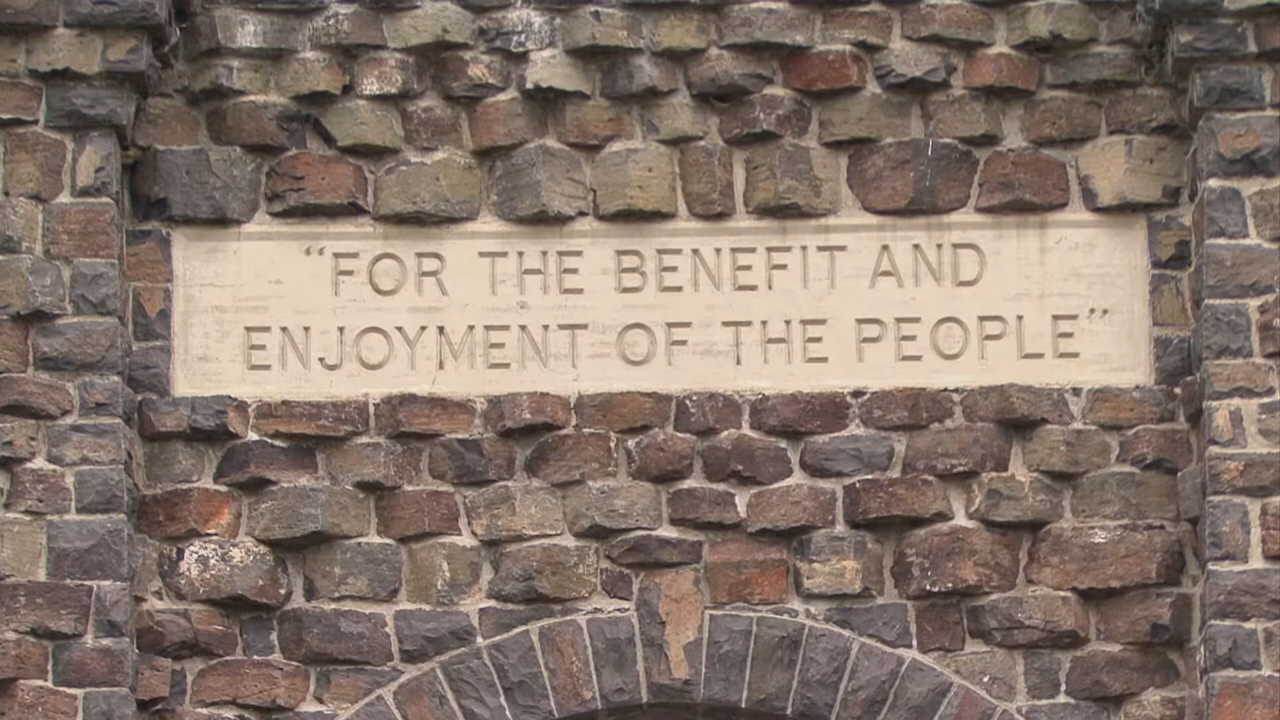 “FOR THE BENEFIT AND
ENJOYMENT OF THE PEOPLE”